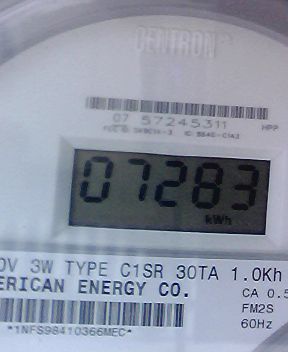 CENTRON
07 57245311
HPP
07283
kWh
0V 3W TYPE C1SR 30TA 1.0Kh
ERICAN ENERGY CO.
CA 0.5
FM2S
60Hz
*1NFS98410366MEC*